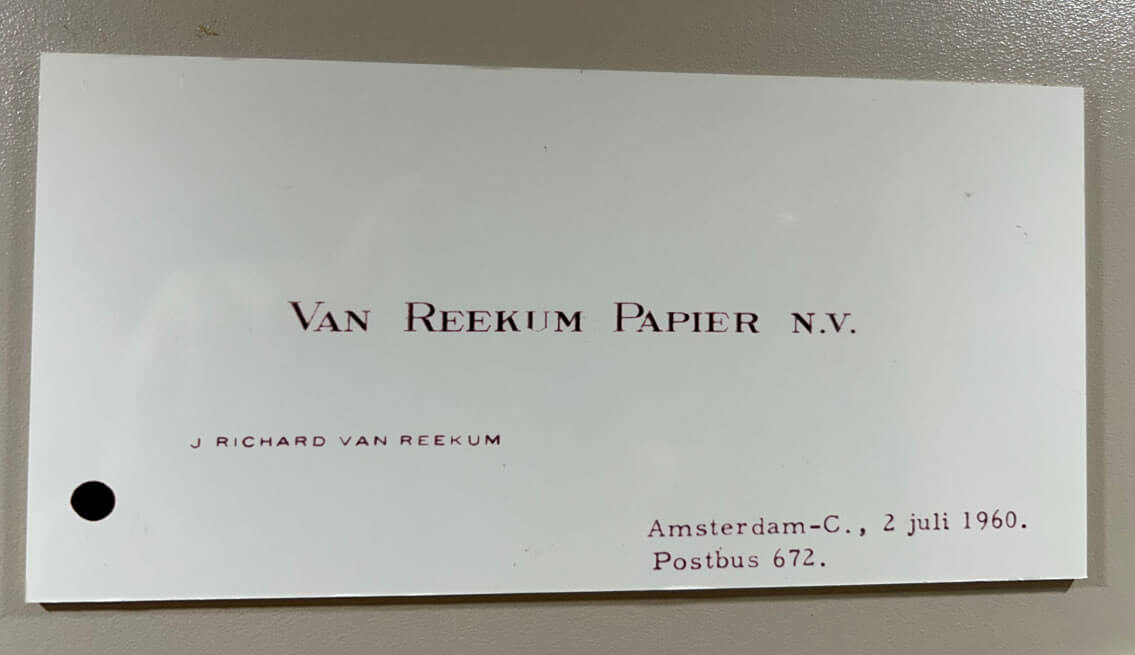 VAN REEKUM PAPIER N.V.
J RICHARD VAN REEKUM
Amsterdam-C., 2 juli 1960.
Postbus 672.